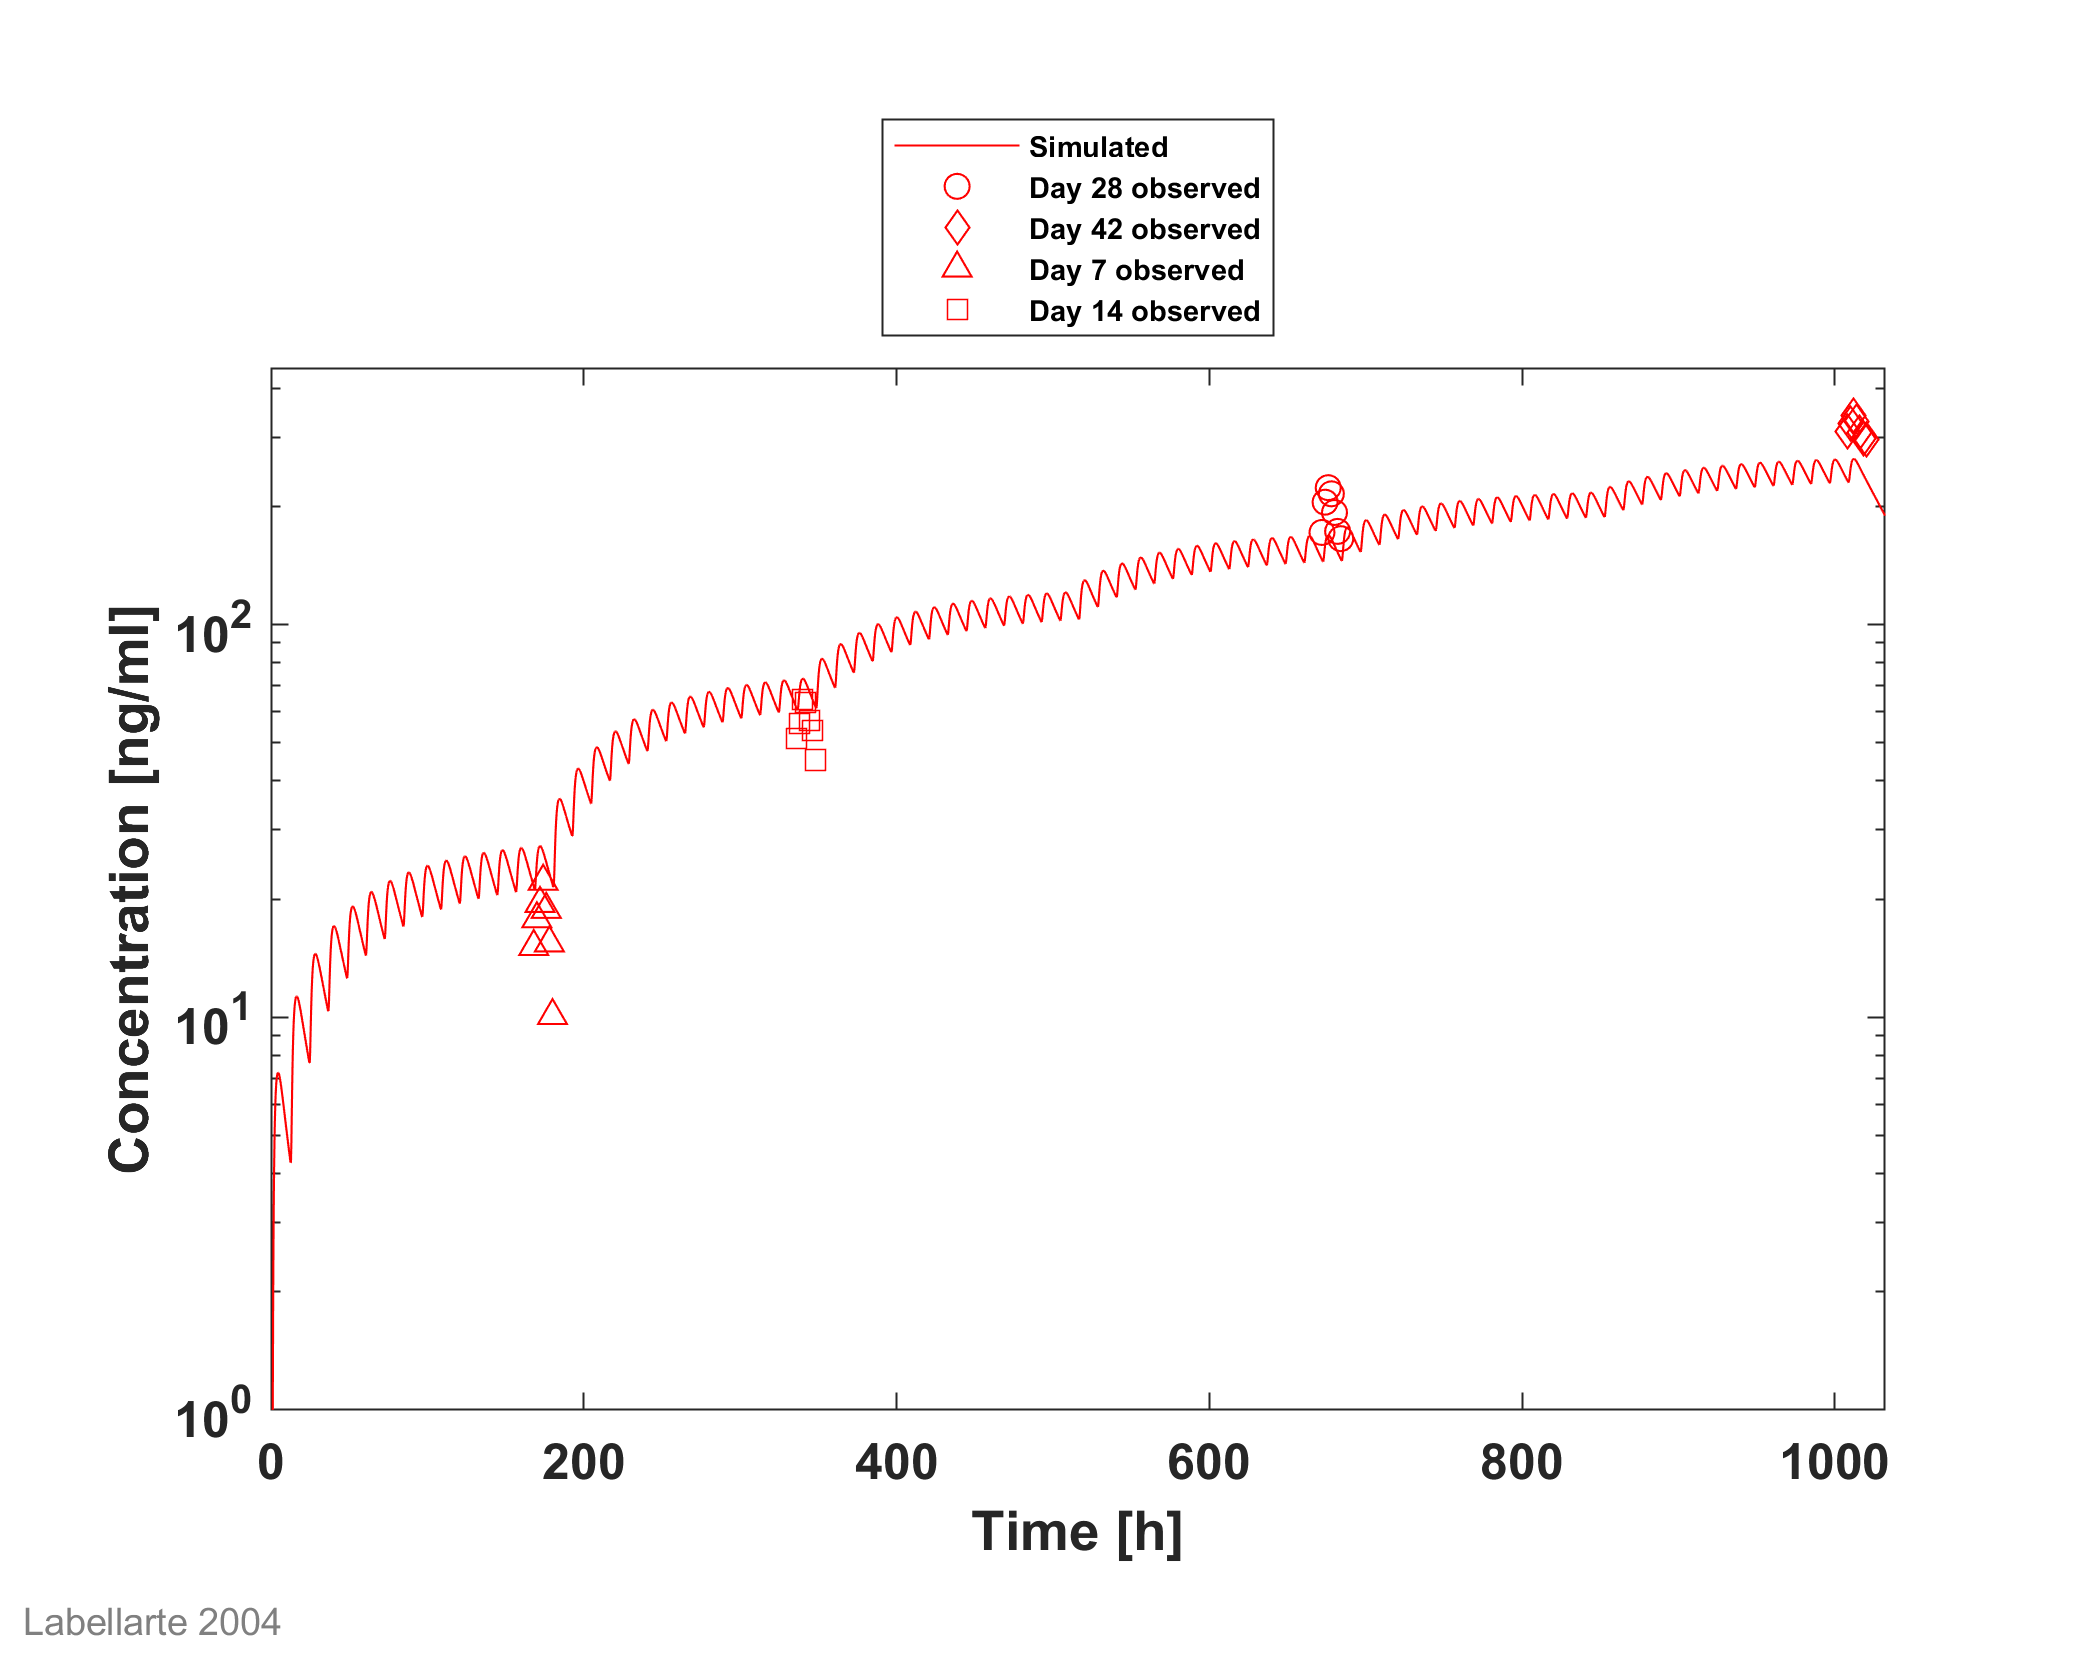 Simulated
Day 28 observed
Day 42 observed
Day 7 observed
Day 14 observed
Concentration [ng/ml]
10^2
10^1
10^0
0 200 400 600 800 1000
Time [h]
Labellarte 2004